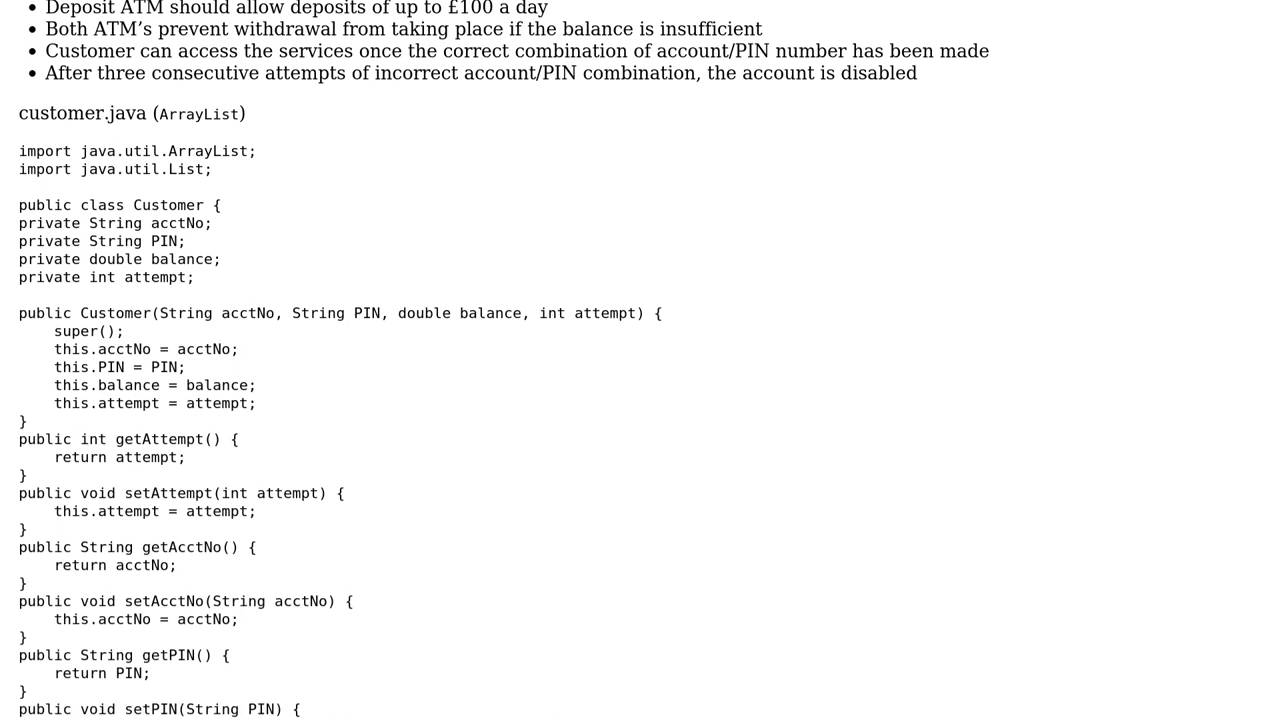 • Deposit ATM should allow deposits of up to £100 a day
• Both ATM’s prevent withdrawal from taking place if the balance is insufficient
• Customer can access the services once the correct combination of account/PIN number has been made
• After three consecutive attempts of incorrect account/PIN combination, the account is disabled
customer.java (ArrayList)
import java.util.ArrayList;
import java.util.List;
public class Customer {
private String acctNo;
private String PIN;
private double balance;
private int attempt;
public Customer(String acctNo, String PIN, double balance, int attempt) {
    super();
    this.acctNo = acctNo;
    this.PIN = PIN;
    this.balance = balance;
    this.attempt = attempt;
}
public int getAttempt() {
    return attempt;
}
public void setAttempt(int attempt) {
    this.attempt = attempt;
}
public String getAcctNo() {
    return acctNo;
}
public void setAcctNo(String acctNo) {
    this.acctNo = acctNo;
}
public String getPIN() {
    return PIN;
}
public void setPIN(String PIN) {